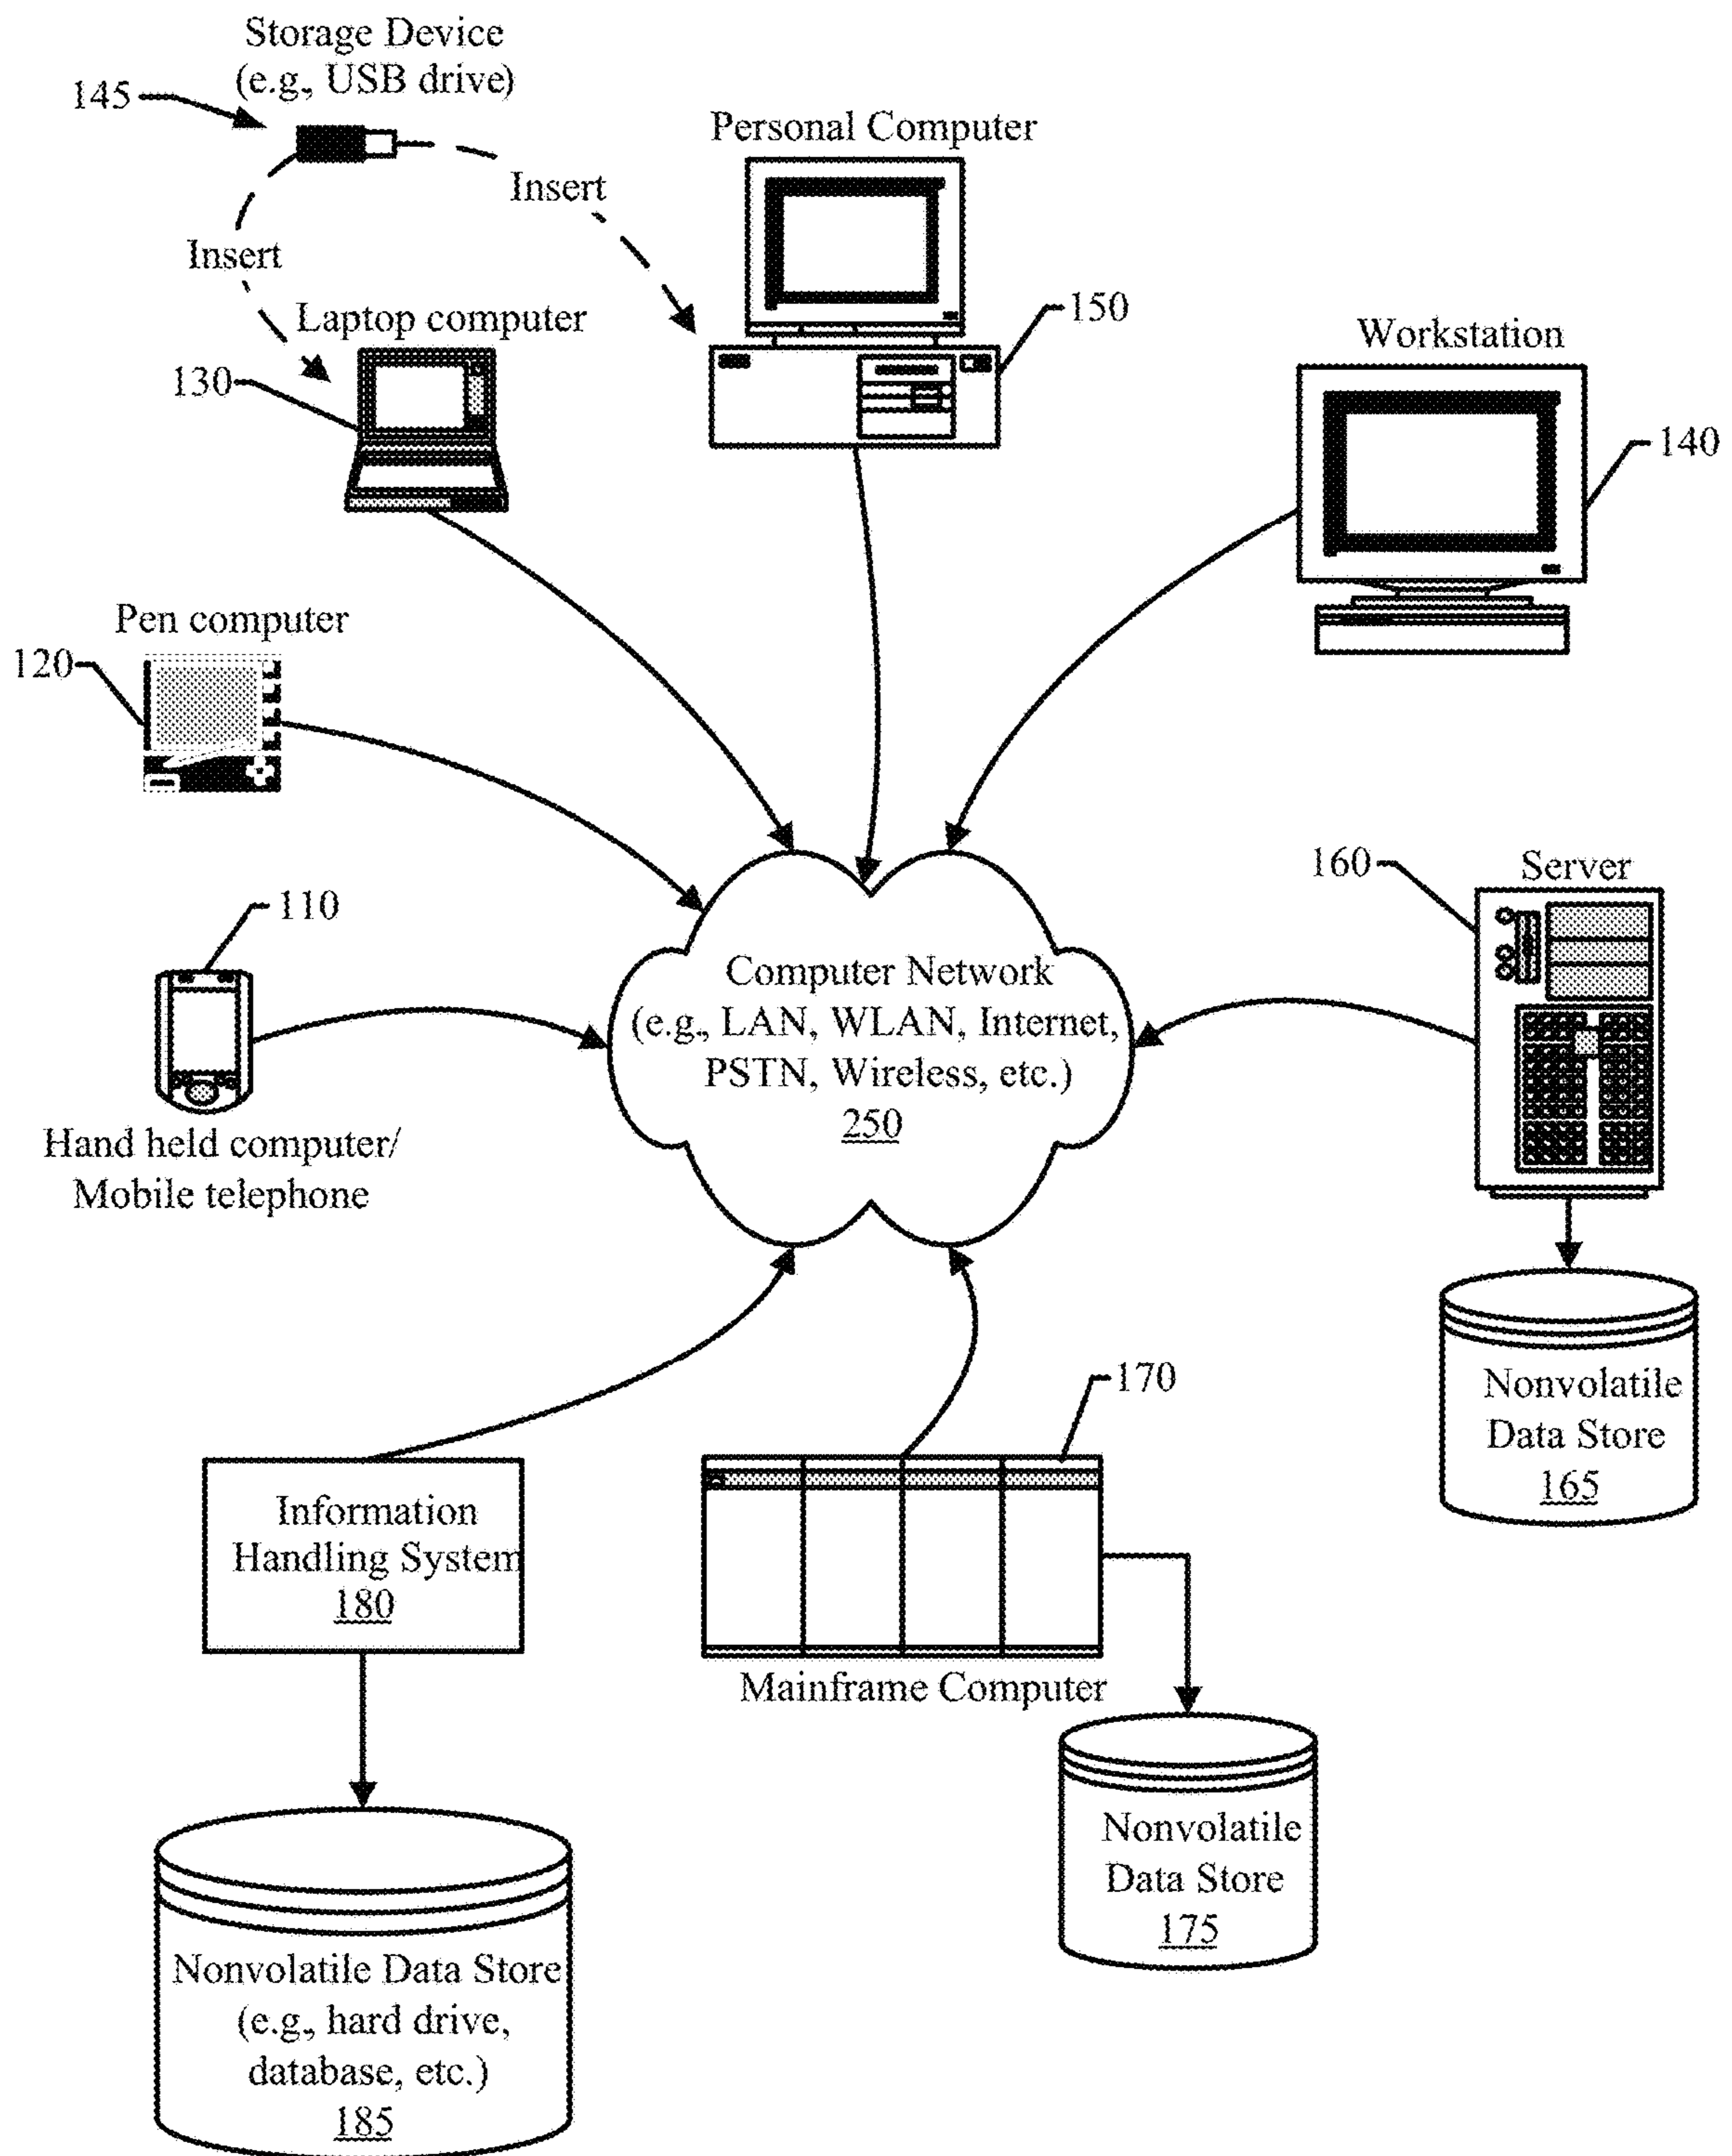 Storage Device
(e.g., USB drive)
145
Personal Computer
Insert
Insert
150
Laptop computer
130
Workstation
140
Pen computer
120
160
Server
110
Computer Network
(e.g., LAN, WLAN, Internet,
PSTN, Wireless, etc.)
250
Hand held computer/
Mobile telephone
170
Nonvolatile
Data Store
165
Information
Handling System
180
Mainframe Computer
Nonvolatile
Data Store
175
Nonvolatile Data Store
(e.g., hard drive,
database, etc.)
185